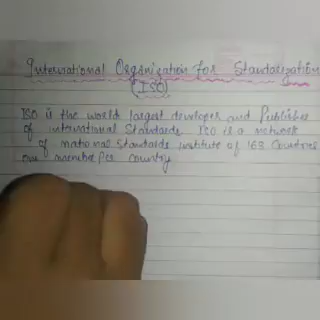 International Organization for Standalization
(ISO)
ISO is the world largest developer and Publisher
of international Standards. ISO is a network
of national standards institute of 163 Countries
one member Per country